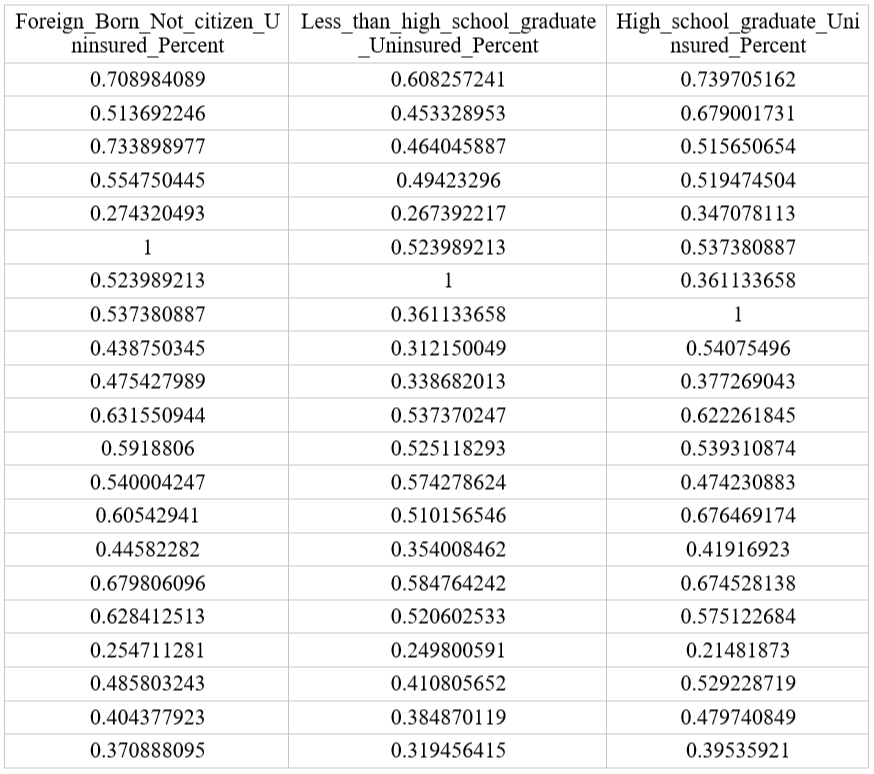 Foreign_Born_Not_citizen_U Less_than_high_school_graduate High_school_graduate_Uni
ninsured_Percent _Uninsured_Percent nsured_Percent
0.708984089 0.608257241 0.739705162
0.513692246 0.453328953 0.679001731
0.733898977 0.464045887 0.515650654
0.554750445 0.49423296 0.519474504
0.274320493 0.267392217 0.347078113
1 0.523989213 0.537380887
0.523989213 1 0.361133658
0.537380887 0.361133658 1
0.438750345 0.312150049 0.54075496
0.475427989 0.338682013 0.377269043
0.631550944 0.537370247 0.622261845
0.5918806 0.525118293 0.539310874
0.540004247 0.574278624 0.474230883
0.60542941 0.510156546 0.676469174
0.44582282 0.354008462 0.41916923
0.679806096 0.584764242 0.674528138
0.628412513 0.520602533 0.575122684
0.254711281 0.249800591 0.21481873
0.485803243 0.410805652 0.529228719
0.404377923 0.384870119 0.479740849
0.370888095 0.319456415 0.39535921